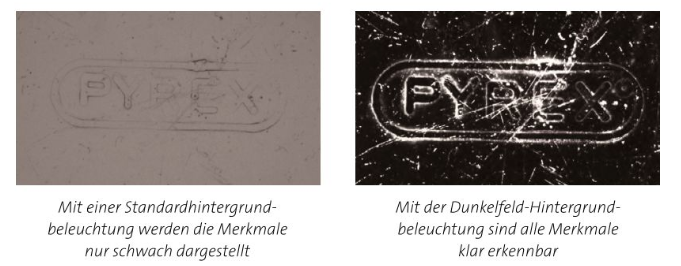 PYREX
PYREX
Mit einer Standardhintergrund-
beleuchtung werden die Merkmale
nur schwach dargestellt
Mit der Dunkelfeld-Hintergrund-
beleuchtung sind alle Merkmale
klar erkennbar